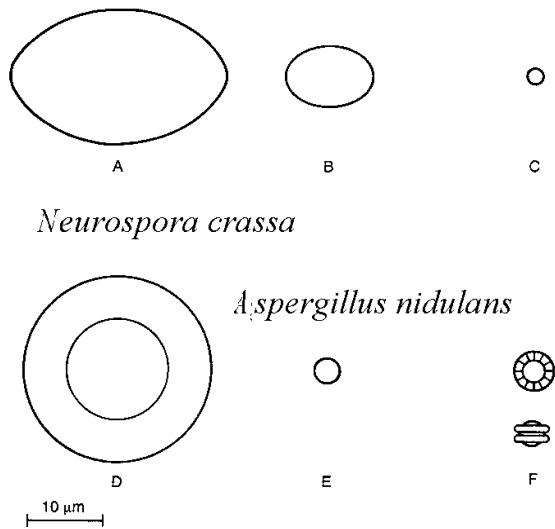 A B C
Neurospora crassa
Aspergillus nidulans
D E F
10 μm